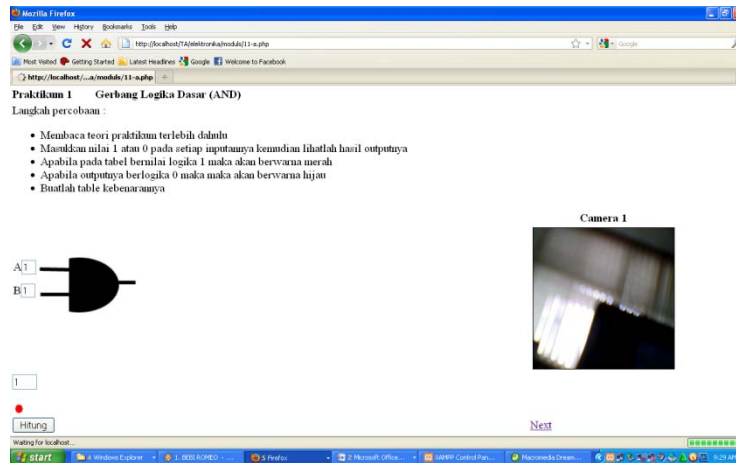 Mozilla Firefox
File Edit View History Bookmarks Tools Help
http://localhost/TA/elektronika/moduls/11-a.php
Google
Most Visited Getting Started Latest Headlines Google Welcome to Facebook
http://localhost/...a/moduls/11-a.php
Praktikum 1 Gerbang Logika Dasar (AND)
Langkah percobaan :
• Membaca teori praktikum terlebih dahulu
• Masukkan nilai 1 atau 0 pada setiap inputannya kemudian lihatlah hasil outputnya
• Apabila pada tabel bernilai logika 1 maka akan berwarna merah
• Apabila outputnya berlogika 0 maka maka akan berwarna hijau
• Buatlah table kebenarannya
Camera 1
A 1
B 1
1
Hitung
Next
Waiting for localhost...
start 4 Windows Explorer 1. BEBI ROMEO - ... 5 Firefox 2 Microsoft Office... XAMPP Control Pan... Macromedia Dream... 9:29 AM